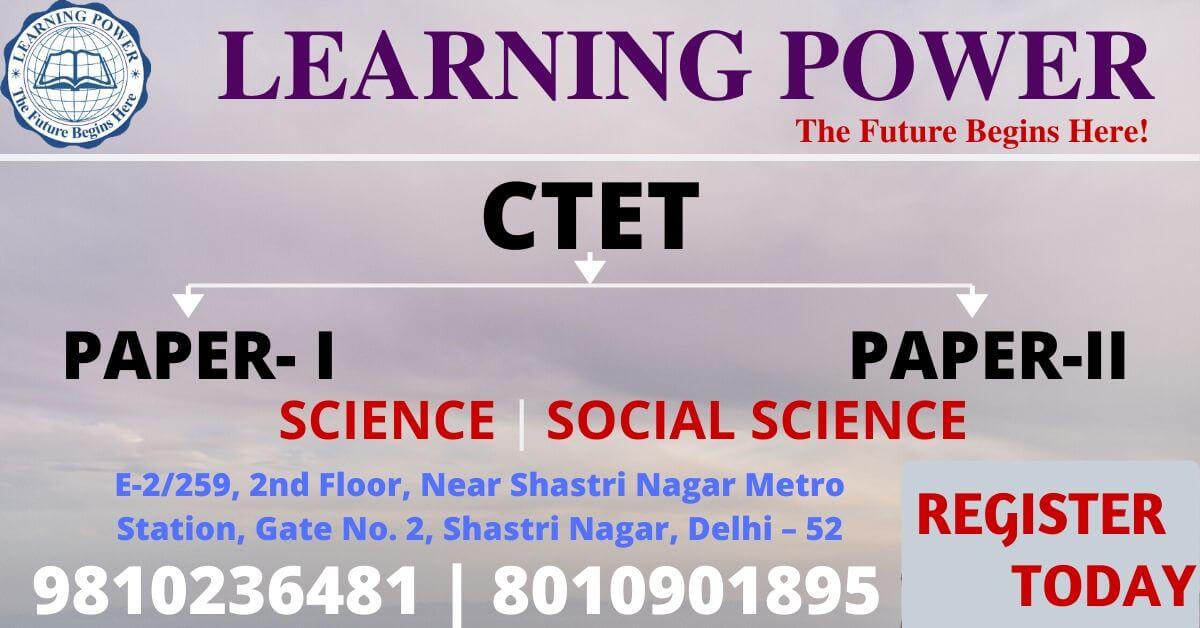 LEARNING POWER
The Future Begins Here
LEARNING POWER
The Future Begins Here!
CTET
PAPER- I
PAPER-II
SCIENCE | SOCIAL SCIENCE
E-2/259, 2nd Floor, Near Shastri Nagar Metro
Station, Gate No. 2, Shastri Nagar, Delhi – 52
9810236481 | 8010901895
REGISTER
TODAY